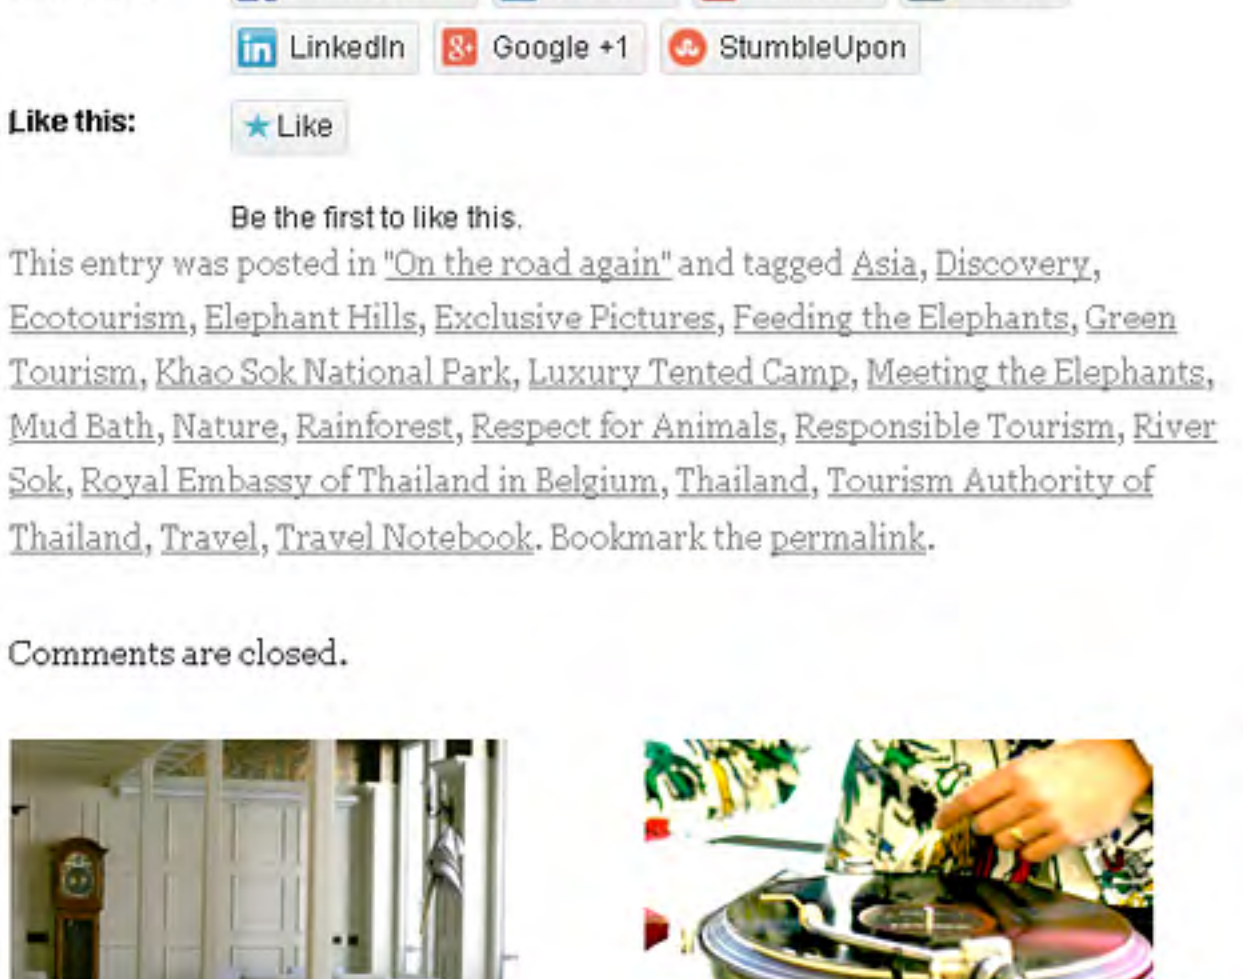 LinkedIn Google +1 StumbleUpon
Like this: Like
Be the first to like this.
This entry was posted in "On the road again" and tagged Asia, Discovery,
Ecotourism, Elephant Hills, Exclusive Pictures, Feeding the Elephants, Green
Tourism, Khao Sok National Park, Luxury Tented Camp, Meeting the Elephants,
Mud Bath, Nature, Rainforest, Respect for Animals, Responsible Tourism, River
Sok, Royal Embassy of Thailand in Belgium, Thailand, Tourism Authority of
Thailand, Travel, Travel Notebook. Bookmark the permalink.
Comments are closed.